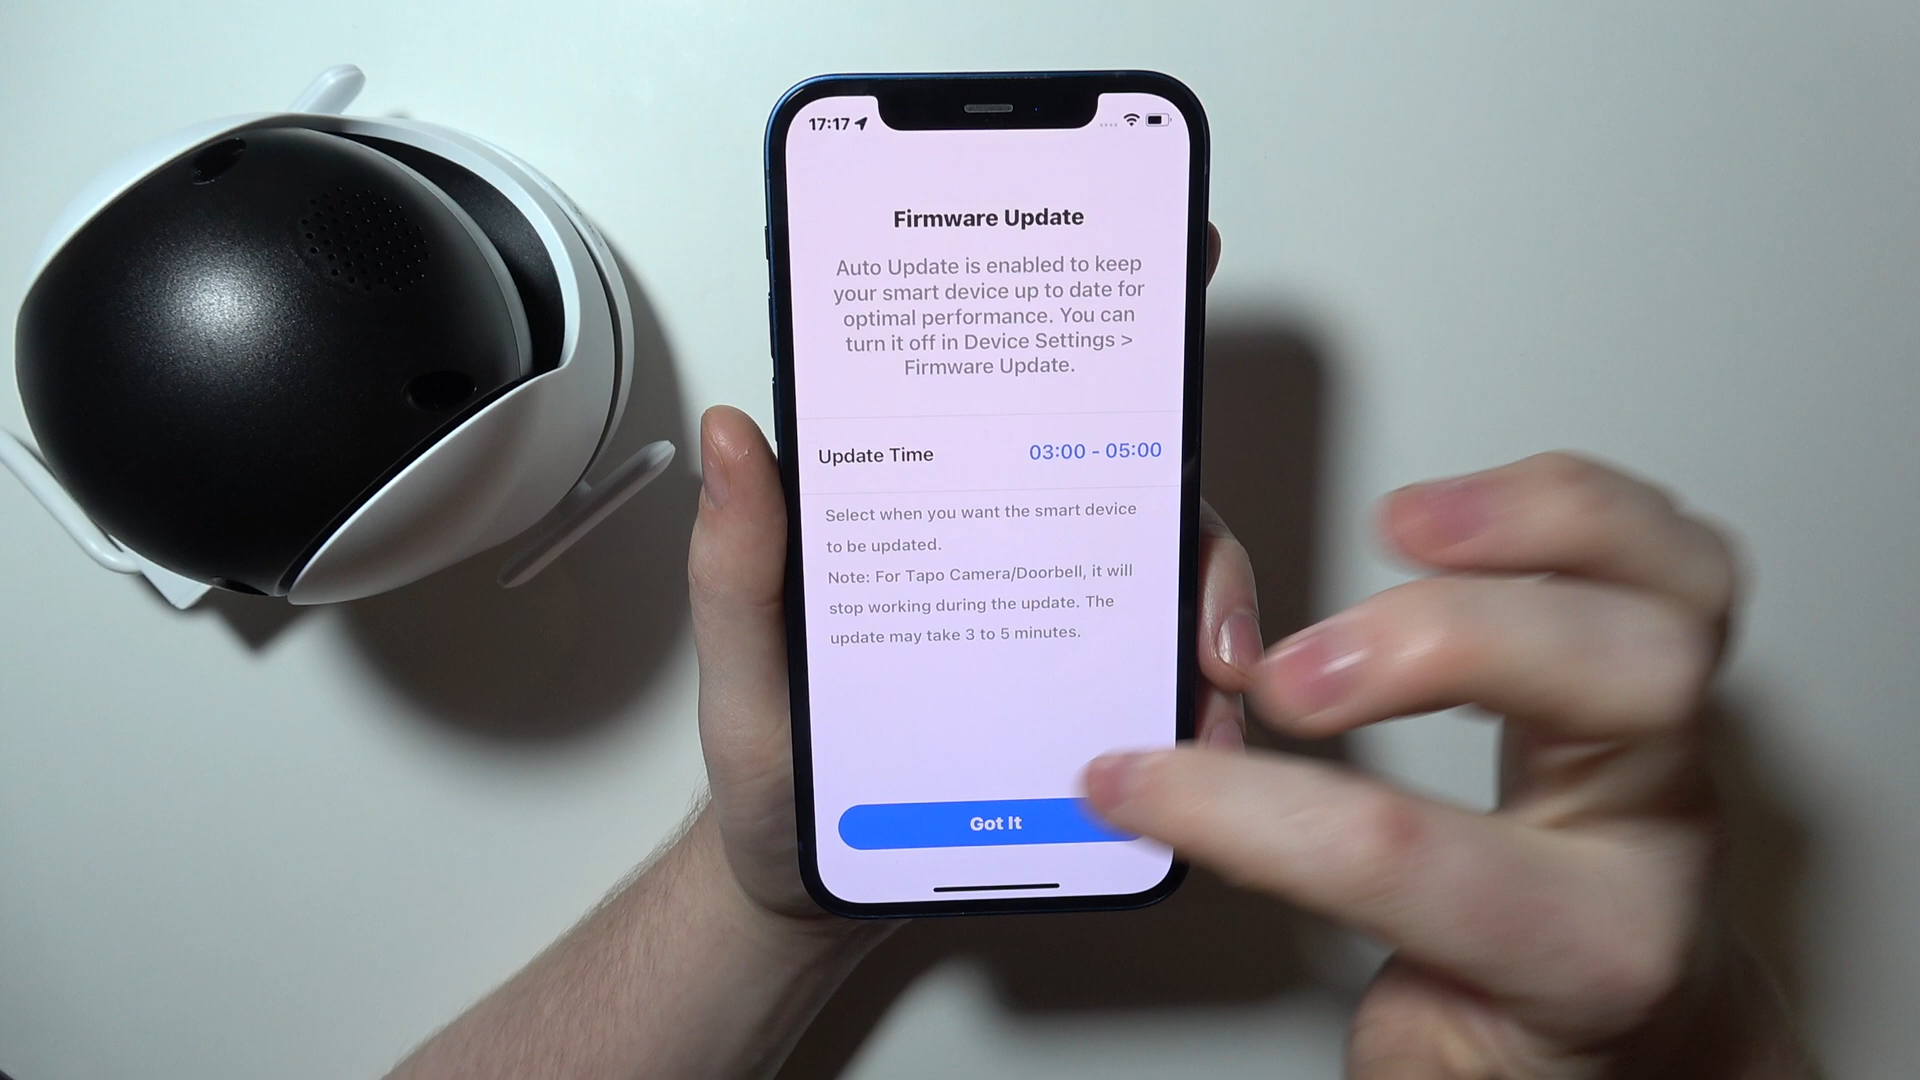 17:17
Firmware Update
Auto Update is enabled to keep
your smart device up to date for
optimal performance. You can
turn it off in Device Settings >
Firmware Update.
Update Time 03:00 - 05:00
Select when you want the smart device
to be updated.
Note: For Tapo Camera/Doorbell, it will
stop working during the update. The
update may take 3 to 5 minutes.
Got It